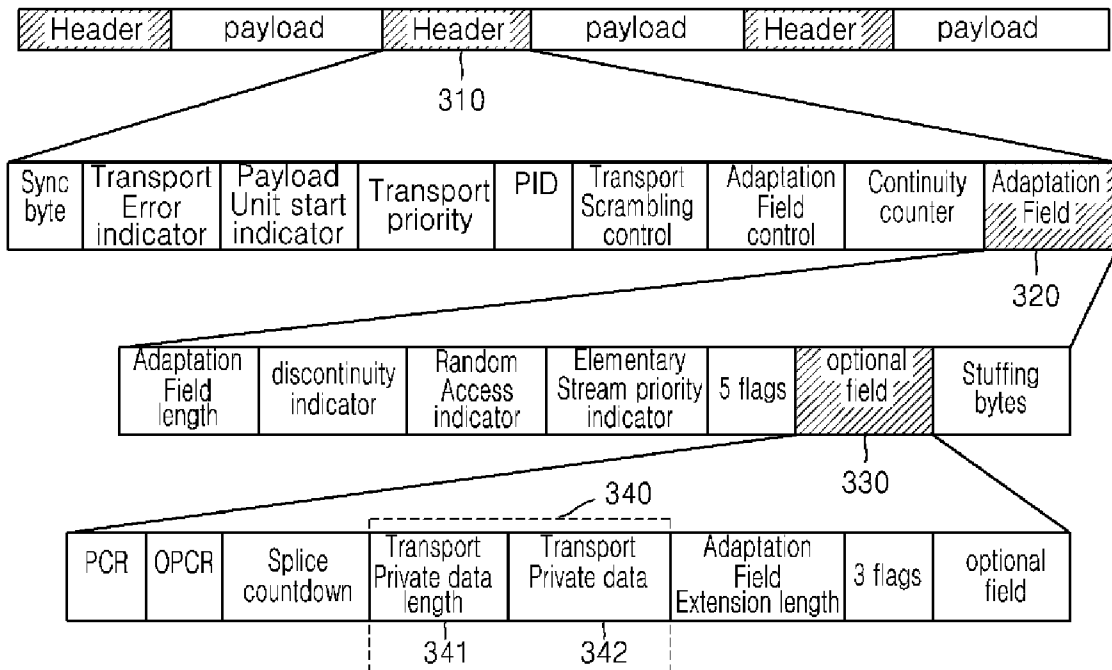 Header payload Header payload Header payload
310
Sync byte
Transport Error indicator
Payload Unit start indicator
Transport priority
PID
Transport Scrambling control
Adaptation Field control
Continuity counter
Adaptation Field
320
Adaptation Field length
discontinuity indicator
Random Access indicator
Elementary Stream priority indicator
5 flags
optional field
Stuffing bytes
330
340
PCR
OPCR
Splice countdown
Transport Private data length
Transport Private data
Adaptation Field Extension length
3 flags
optional field
341
342